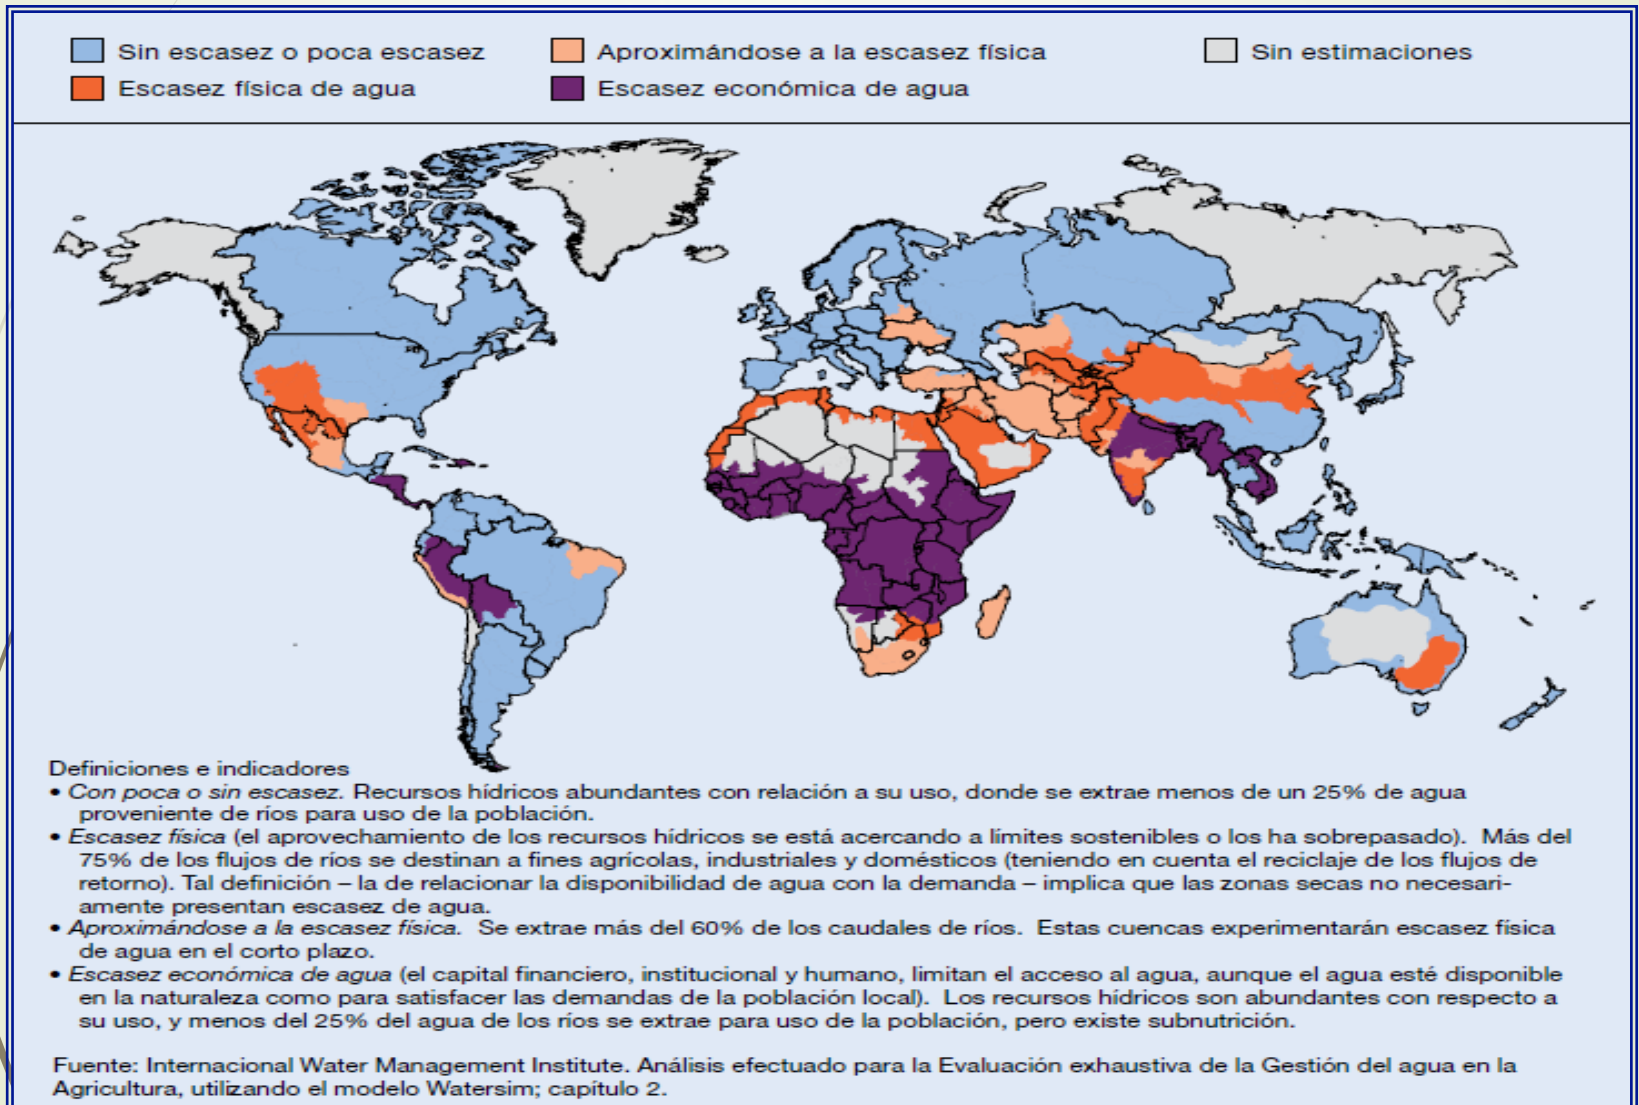 Sin escasez o poca escasez
Aproximándose a la escasez física
Sin estimaciones
Escasez física de agua
Escasez económica de agua
Definiciones e indicadores
• Con poca o sin escasez. Recursos hídricos abundantes con relación a su uso, donde se extrae menos de un 25% de agua
proveniente de ríos para uso de la población.
• Escasez física (el aprovechamiento de los recursos hídricos se está acercando a límites sostenibles o los ha sobrepasado). Más del
75% de los flujos de ríos se destinan a fines agrícolas, industriales y domésticos (teniendo en cuenta el reciclaje de los flujos de
retorno). Tal definición – la de relacionar la disponibilidad de agua con la demanda – implica que las zonas secas no necesari-
amente presentan escasez de agua.
• Aproximándose a la escasez física. Se extrae más del 60% de los caudales de ríos. Estas cuencas experimentarán escasez física
de agua en el corto plazo.
• Escasez económica de agua (el capital financiero, institucional y humano, limitan el acceso al agua, aunque el agua esté disponible
en la naturaleza como para satisfacer las demandas de la población local). Los recursos hídricos son abundantes con respecto a
su uso, y menos del 25% del agua de los ríos se extrae para uso de la población, pero existe subnutrición.
Fuente: Internacional Water Management Institute. Análisis efectuado para la Evaluación exhaustiva de la Gestión del agua en la
Agricultura, utilizando el modelo Watersim; capítulo 2.